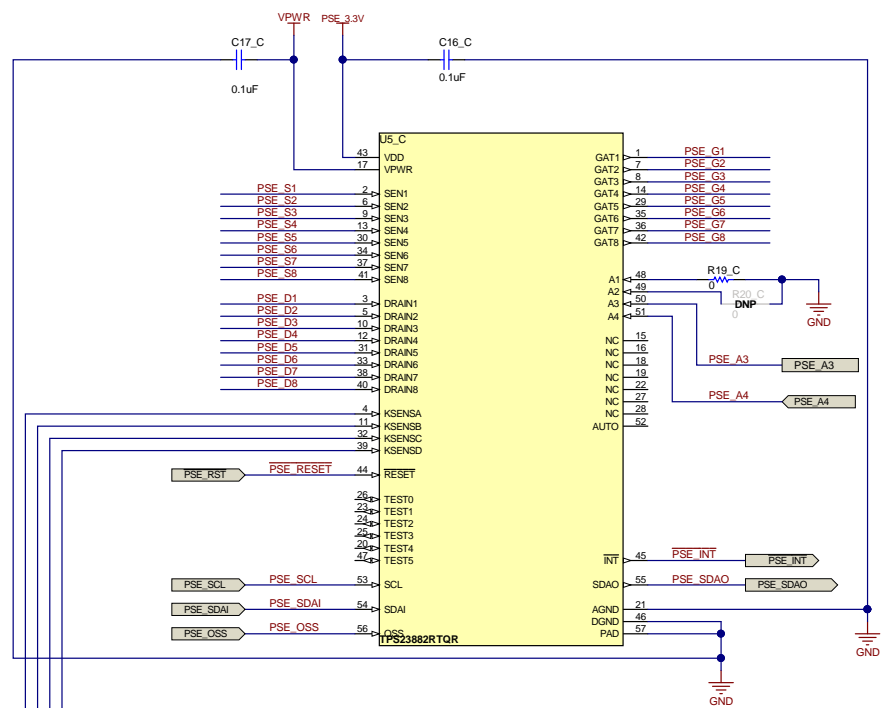 VPWR PSE_3.3V
C17_C C16_C
0.1uF 0.1uF
U5_C
43 VDD GAT1 1 PSE_G1
17 VPWR GAT2 7 PSE_G2
GAT3 8 PSE_G3
PSE_S1 2 SEN1 GAT4 14 PSE_G4
PSE_S2 6 SEN2 GAT5 29 PSE_G5
PSE_S3 9 SEN3 GAT6 35 PSE_G6
PSE_S4 13 SEN4 GAT7 36 PSE_G7
PSE_S5 30 SEN5 GAT8 42 PSE_G8
PSE_S6 34 SEN6
PSE_S7 37 SEN7
PSE_S8 41 SEN8 A1 48 R19_C 0
A2 49 R20_C DNP 0
PSE_D1 3 DRAIN1 A3 50
PSE_D2 5 DRAIN2 A4 51 GND
PSE_D3 10 DRAIN3
PSE_D4 12 DRAIN4 NC 15
PSE_D5 31 DRAIN5 NC 16
PSE_D6 33 DRAIN6 NC 18 PSE_A3 PSE_A3
PSE_D7 38 DRAIN7 NC 19
PSE_D8 40 DRAIN8 NC 22
NC 27 PSE_A4 PSE_A4
4 KSENSA NC 28
11 KSENSB AUTO 52
32 KSENSC
39 KSENSD
PSE_RST PSE_RESET 44 RESET
26 TEST0
23 TEST1
24 TEST2
25 TEST3
20 TEST4
47 TEST5 INT 45 PSE_INT PSE_INT
PSE_SCL PSE_SCL 53 SCL SDAO 55 PSE_SDAO PSE_SDAO
PSE_SDAI PSE_SDAI 54 SDAI AGND 21
DGND 46
PSE_OSS PSE_OSS 56 OSS PAD 57
TPS23882RTQR
GND
GND